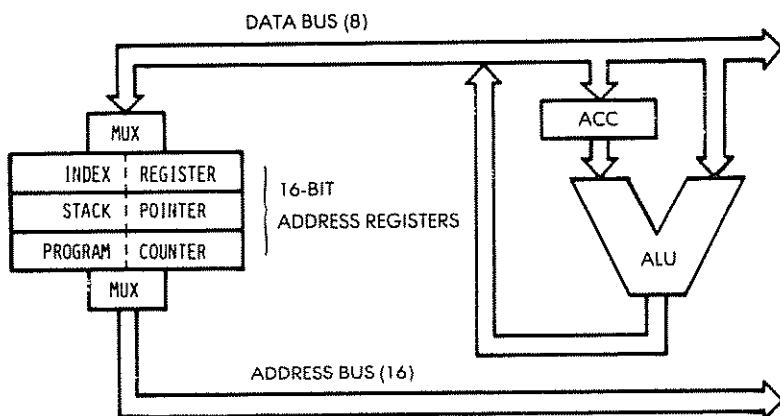 DATA BUS (8)
MUX
ACC
INDEX REGISTER
STACK POINTER
PROGRAM COUNTER
16-BIT
ADDRESS REGISTERS
ALU
MUX
ADDRESS BUS (16)